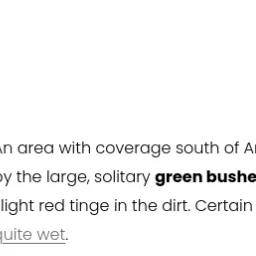 An area with coverage south of A
by the large, solitary green bushe
light red tinge in the dirt. Certain
quite wet.